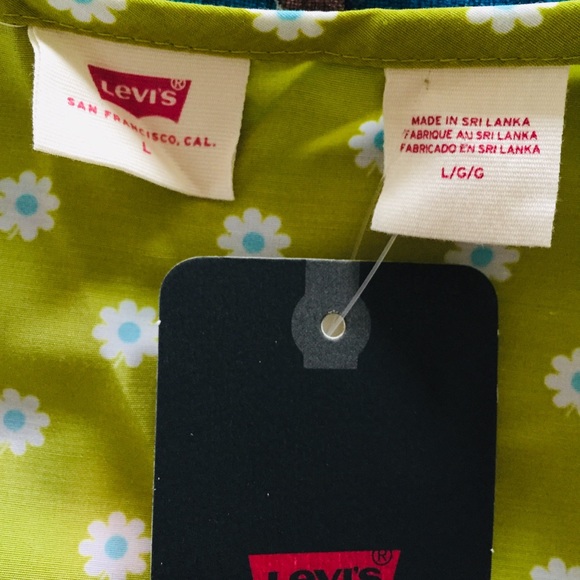 Levi's®
SAN FRANCISCO, CAL.
L
MADE IN SRI LANKA
FABRIQUE AU SRI LANKA
FABRICADO EN SRI LANKA
L/G/G
Levi's®